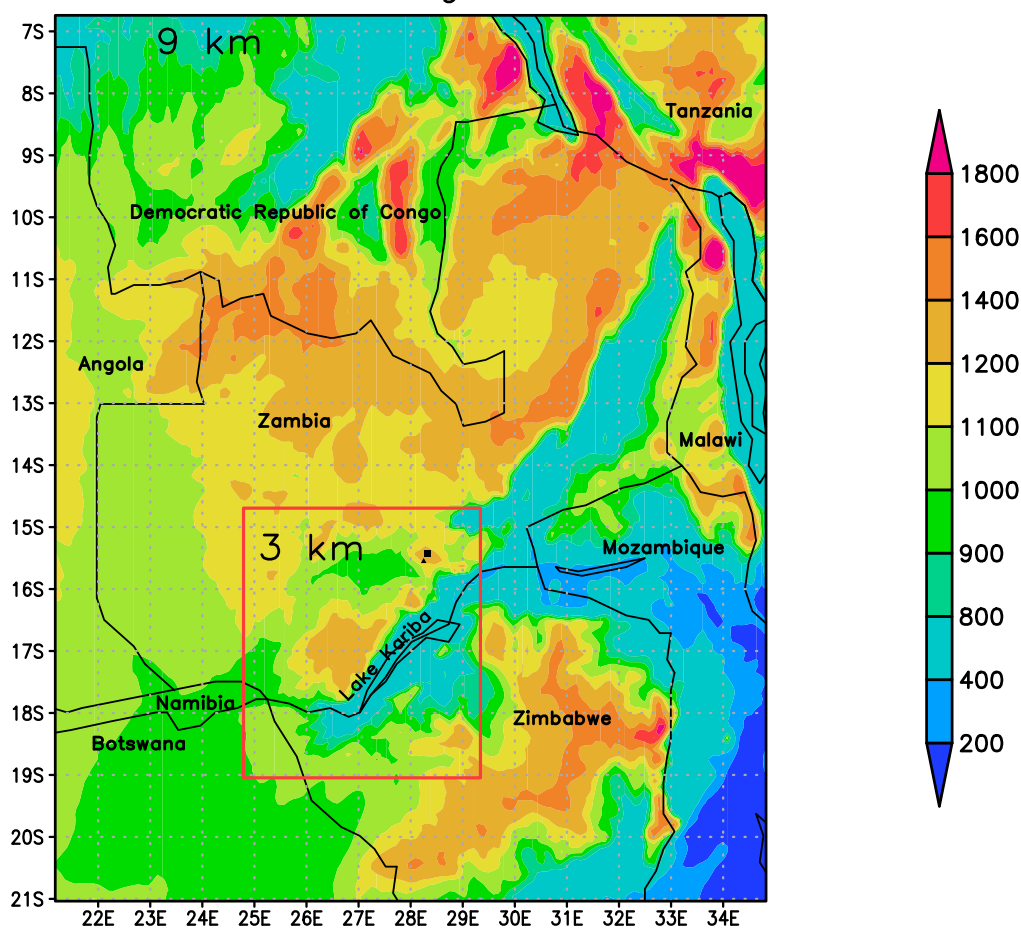 7S
9 km
8S
Tanzania
9S
1800
Democratic Republic of Congo
10S
1600
11S
1400
12S
Angola
1200
13S
Zambia
1100
Malawi
14S
1000
15S
3 km
Mozambique
900
16S
800
Lake Kariba
17S
400
Namibia
18S
Zimbabwe
Botswana
200
19S
20S
21S
22E 23E 24E 25E 26E 27E 28E 29E 30E 31E 32E 33E 34E